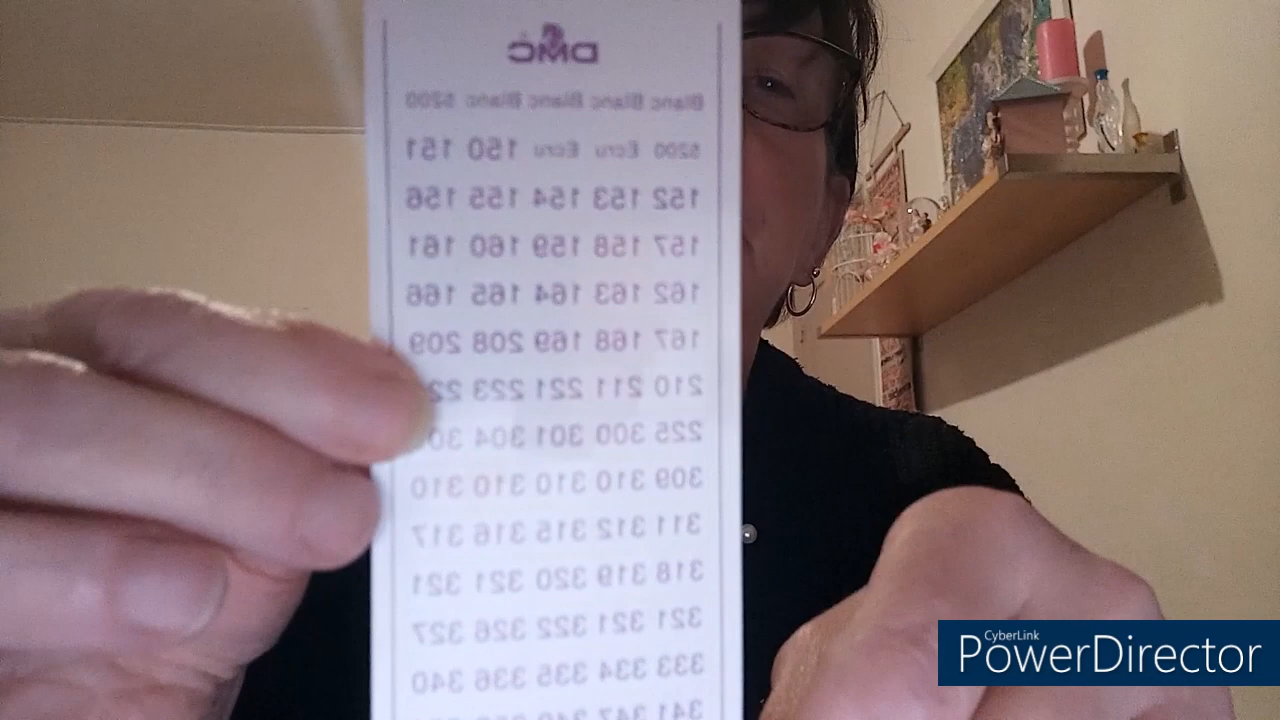 DMC
Blanc Blanc Blanc Blanc 5200
5200 Ecru Ecru 150 151
152 153 154 155 156
157 158 159 160 161
162 163 164 165 166
167 168 169 208 209
210 211 221 223
225 300 301 304
309 310 310 310 310
311 312 315 316 317
318 319 320 321 321
321 321 322 326 327
333 334 335 336 340
341 347 349
CyberLink
PowerDirector